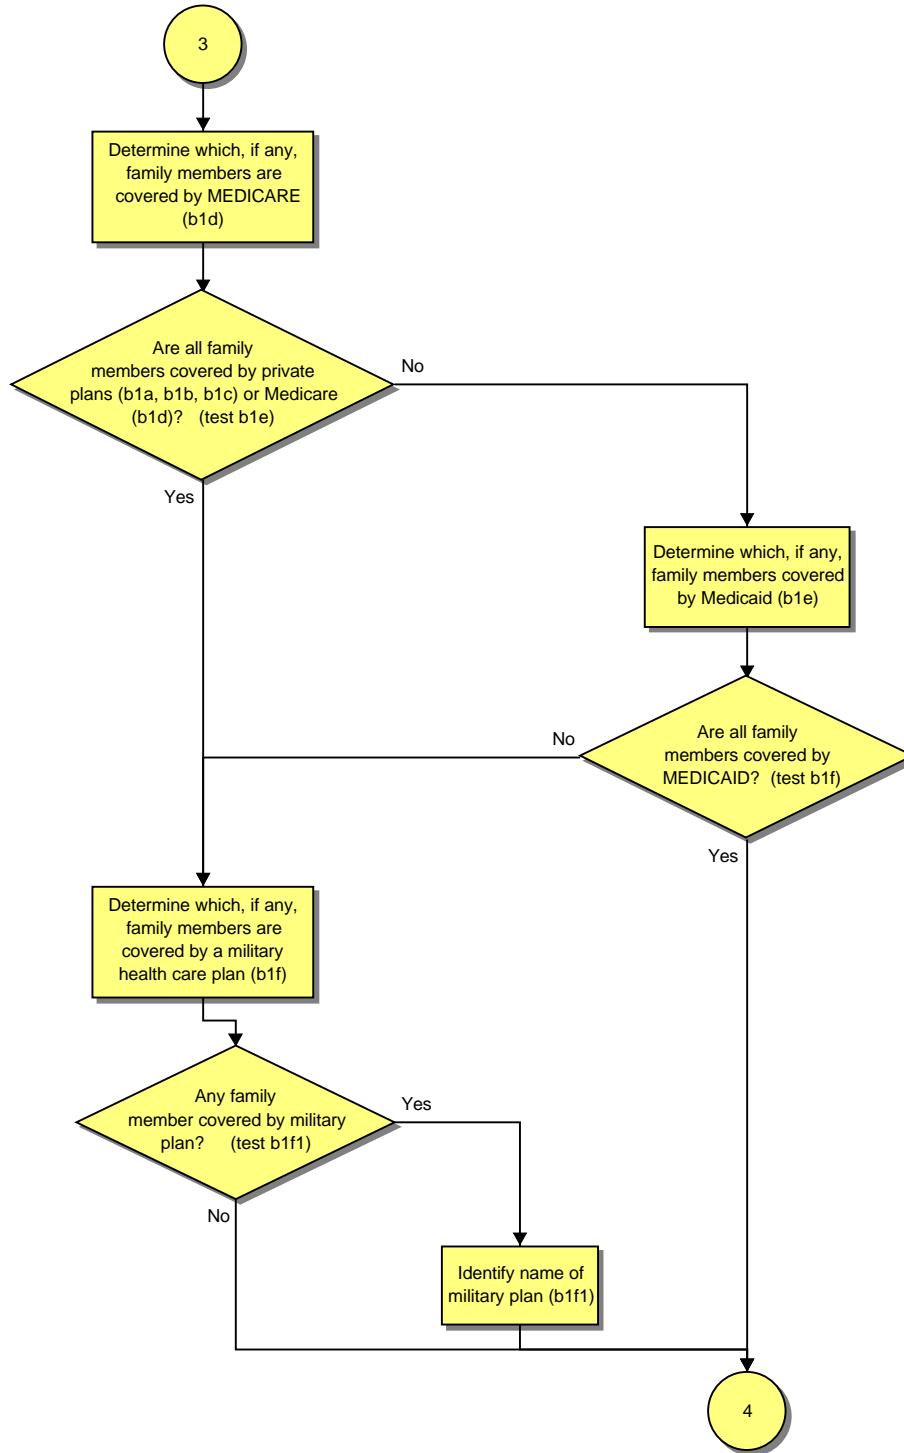 3
Determine which, if any,
family members are
covered by MEDICARE
(b1d)
Are all family
members covered by private
plans (b1a, b1b, b1c) or Medicare
(b1d)? (test b1e)
No
Yes
Determine which, if any,
family members covered
by Medicaid (b1e)
Are all family
members covered by
MEDICAID? (test b1f)
No
Yes
Determine which, if any,
family members are
covered by a military
health care plan (b1f)
Any family
member covered by military
plan? (test b1f1)
Yes
No
Identify name of
military plan (b1f1)
4